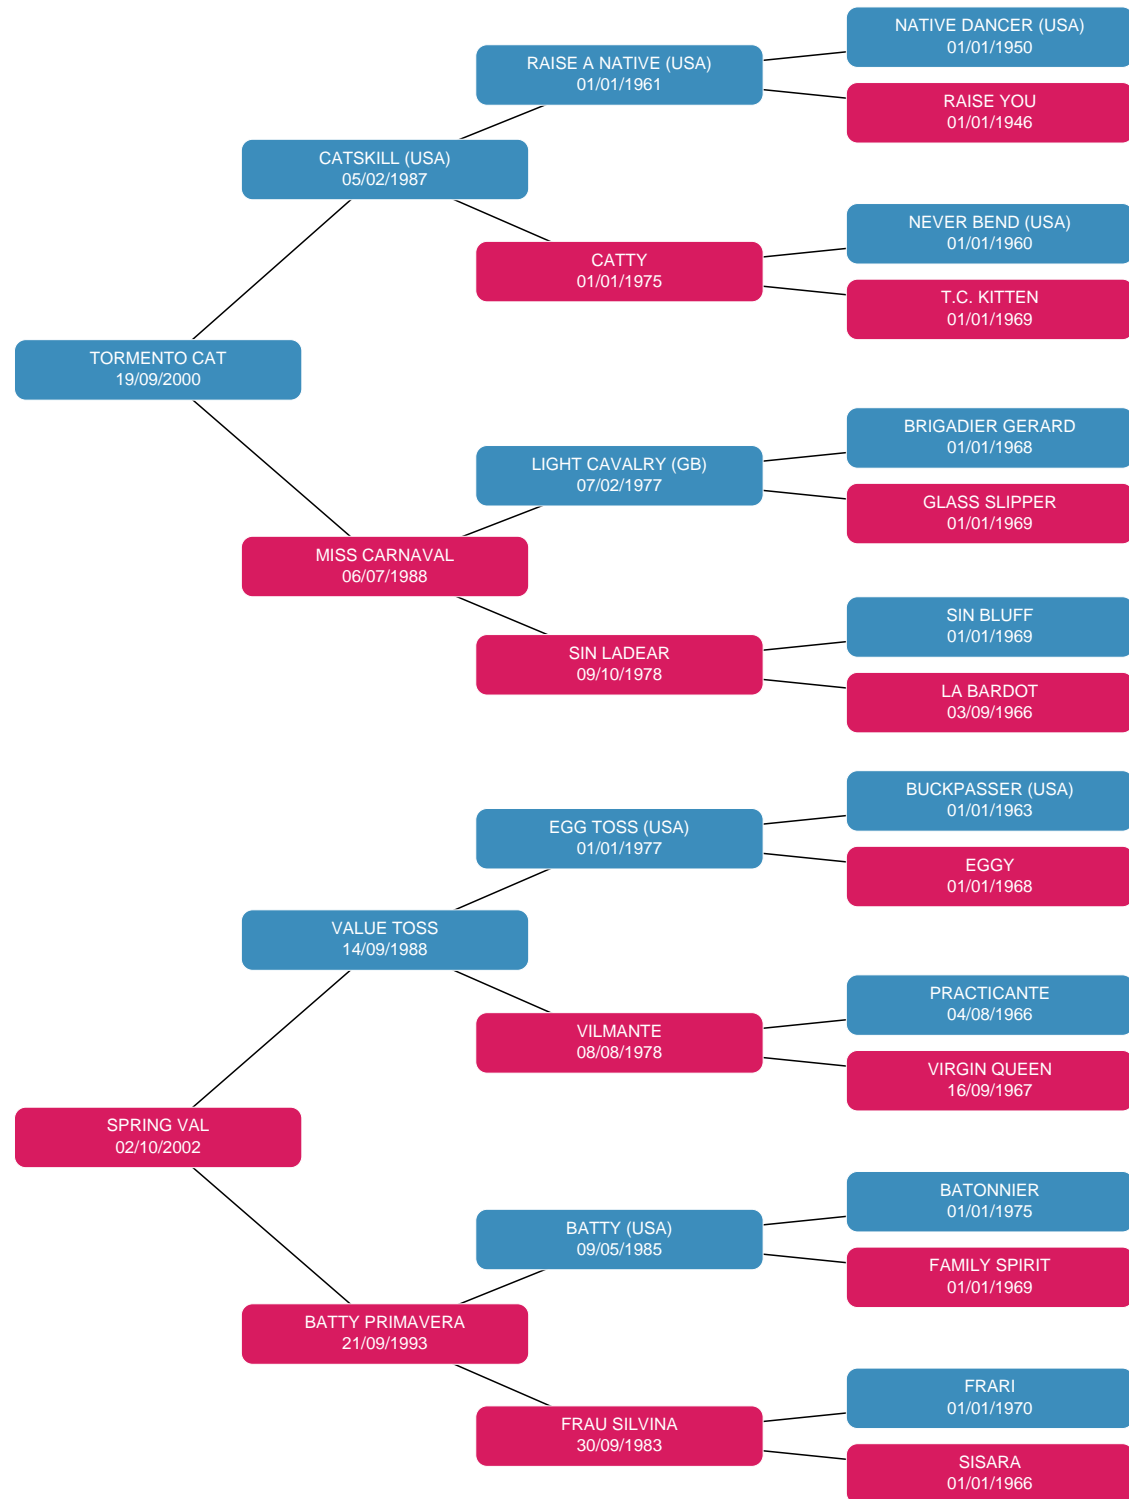 NATIVE DANCER (USA)
01/01/1950
RAISE A NATIVE (USA)
01/01/1961
RAISE YOU
01/01/1946
CATSKILL (USA)
05/02/1987
NEVER BEND (USA)
01/01/1960
CATTY
01/01/1975
T.C. KITTEN
01/01/1969
TORMENTO CAT
19/09/2000
BRIGADIER GERARD
01/01/1968
LIGHT CAVALRY (GB)
07/02/1977
GLASS SLIPPER
01/01/1969
MISS CARNAVAL
06/07/1988
SIN BLUFF
01/01/1969
SIN LADEAR
09/10/1978
LA BARDOT
03/09/1966
BUCKPASSER (USA)
01/01/1963
EGG TOSS (USA)
01/01/1977
EGGY
01/01/1968
VALUE TOSS
14/09/1988
PRACTICANTE
04/08/1966
VILMANTE
08/08/1978
VIRGIN QUEEN
16/09/1967
SPRING VAL
02/10/2002
BATONNIER
01/01/1975
BATTY (USA)
09/05/1985
FAMILY SPIRIT
01/01/1969
BATTY PRIMAVERA
21/09/1993
FRARI
01/01/1970
FRAU SILVINA
30/09/1983
SISARA
01/01/1966